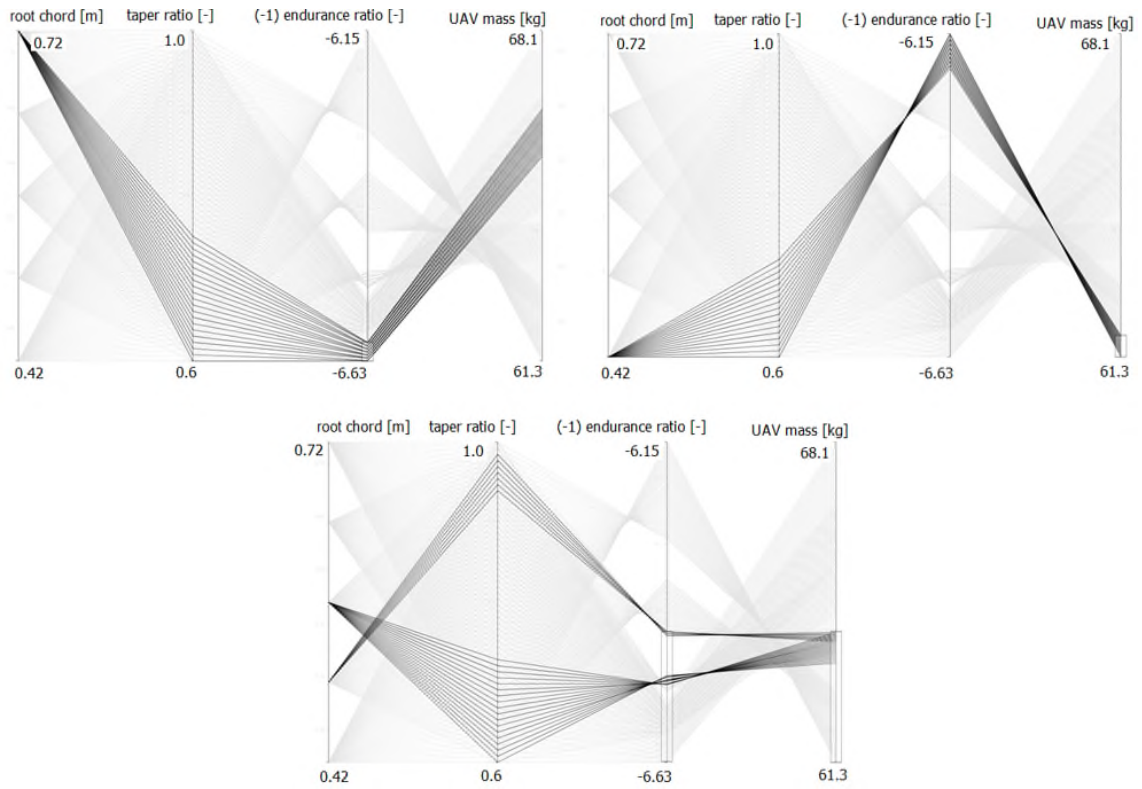 root chord [m] taper ratio [-] (-1) endurance ratio [-] UAV mass [kg]
0.72 1.0 -6.15 68.1
0.42 0.6 -6.63 61.3
root chord [m] taper ratio [-] (-1) endurance ratio [-] UAV mass [kg]
0.72 1.0 -6.15 68.1
0.42 0.6 -6.63 61.3
root chord [m] taper ratio [-] (-1) endurance ratio [-] UAV mass [kg]
0.72 1.0 -6.15 68.1
0.42 0.6 -6.63 61.3